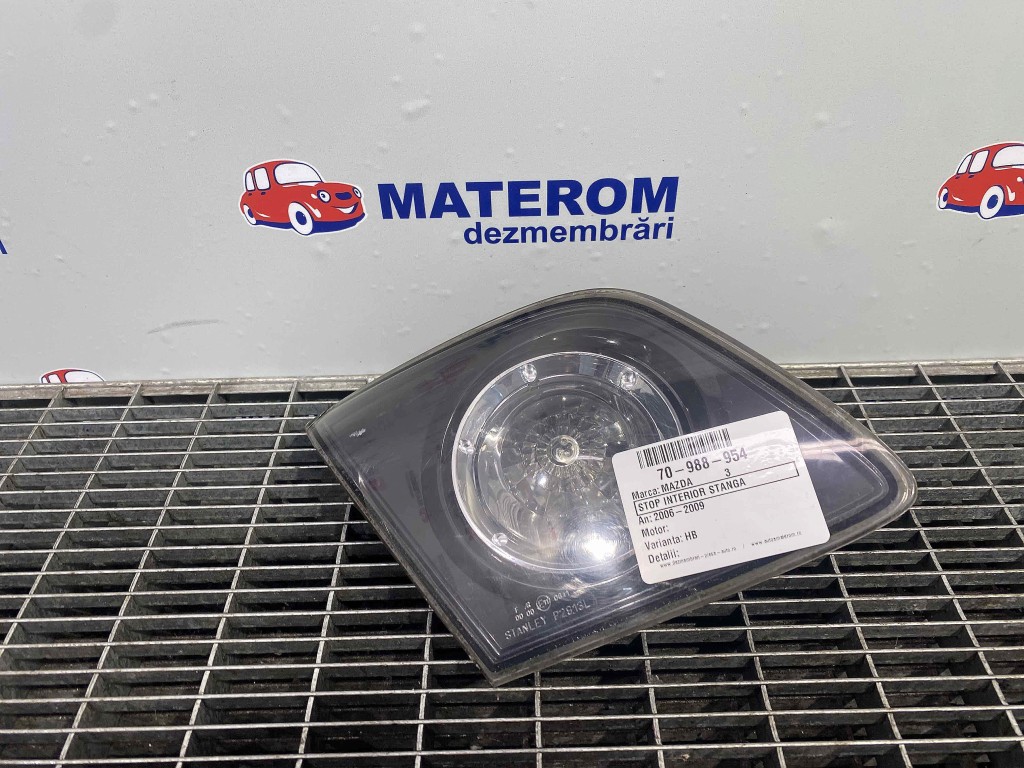 MATEROM
dezmembrări
70-988-954
Marca: MAZDA 3
STOP INTERIOR STANGA
An: 2006-2009
Motor:
Varianta: HB
Detalii:
STANLEY P2913L